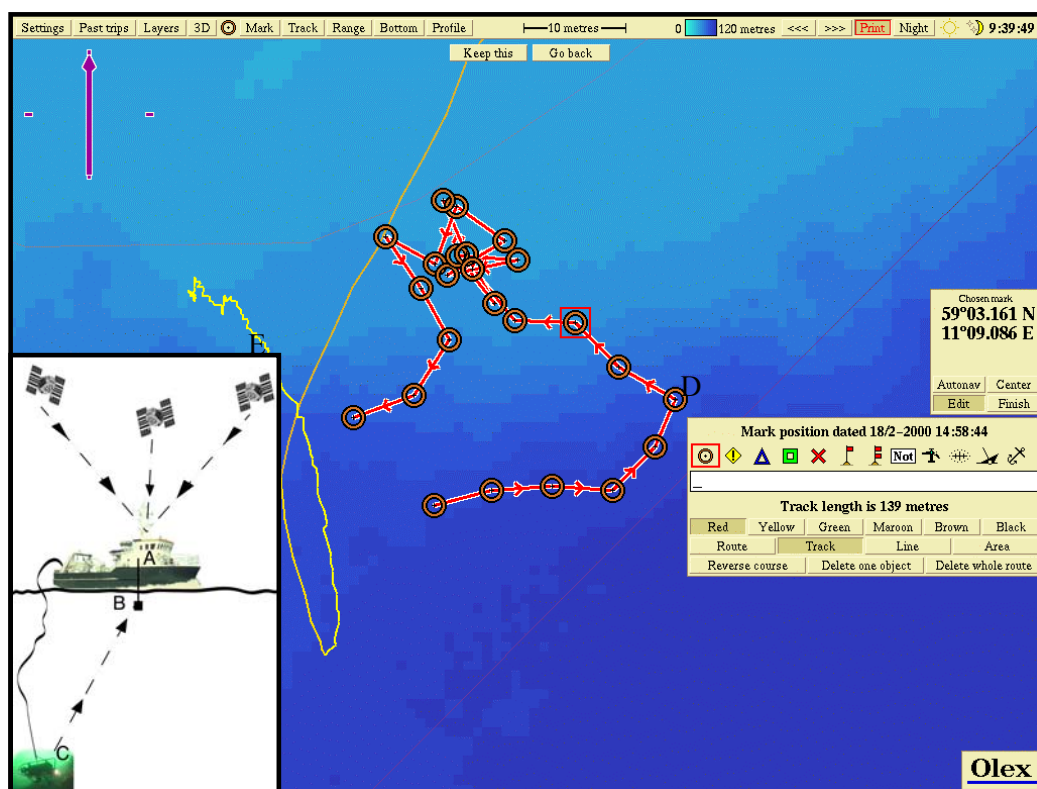 Settings Past trips Layers 3D Mark Track Range Bottom Profile 10 metres 0 120 metres <<< >>> Print Night 9:39:49
Keep this Go back
Chosen mark
59°03.161 N
11°09.086 E
Autonav Center
Edit Finish
E
D
Mark position dated 18/2-2000 14:58:44
Not
_
Track length is 139 metres
Red Yellow Green Maroon Brown Black
Route Track Line Area
Reverse course Delete one object Delete whole route
A
B
C
Olex